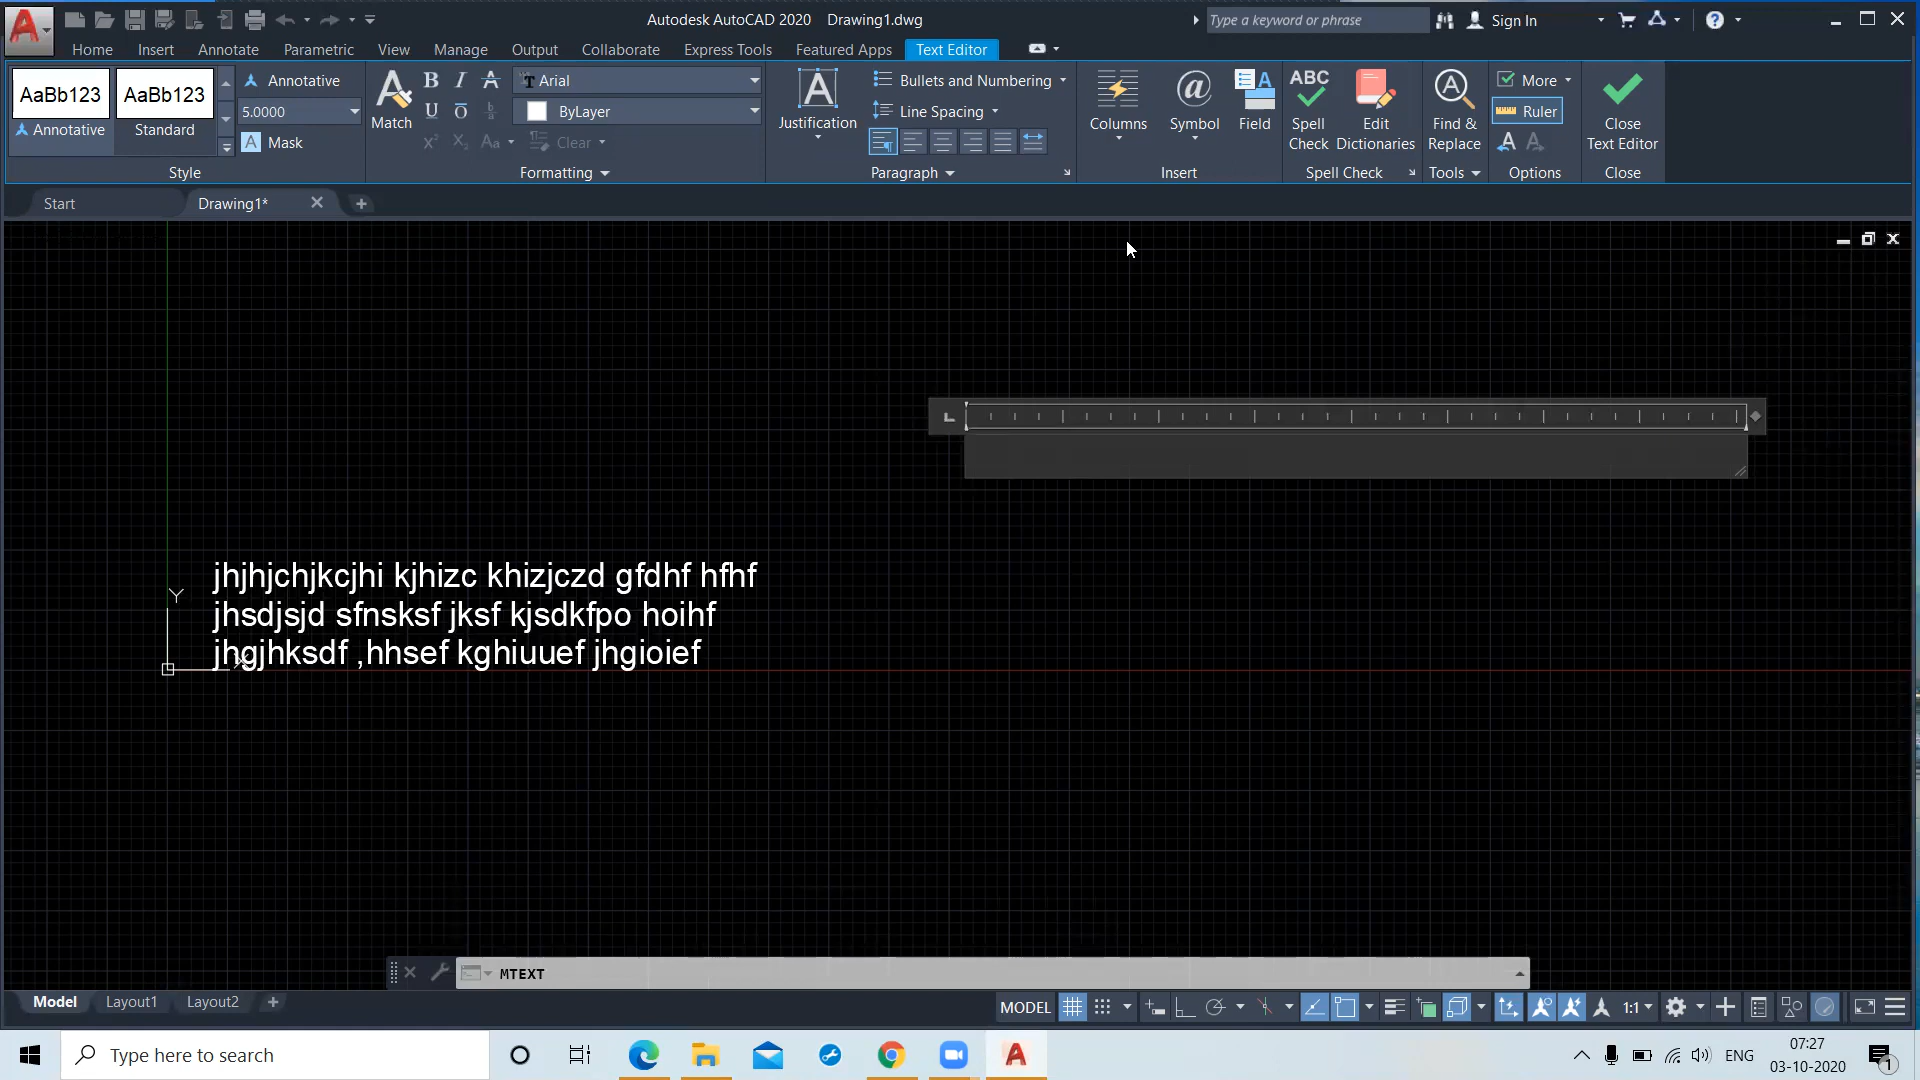 Autodesk AutoCAD 2020 Drawing1.dwg
Type a keyword or phrase
Sign In
Home Insert Annotate Parametric View Manage Output Collaborate Express Tools Featured Apps Text Editor
AaBb123 AaBb123
Annotative Standard
Annotative
5.0000
Mask
Style
Match
Arial
ByLayer
Clear
Formatting
Justification
Bullets and Numbering
Line Spacing
Paragraph
Columns
Symbol
Field
Insert
ABC
Spell
Check
Edit
Dictionaries
Spell Check
Find &
Replace
Tools
More
Ruler
Options
Close
Text Editor
Close
Start
Drawing1*
jhjhjchjkcjhi kjhizc khizjczd gfdhf hfhf
jhsdjsjd sfnsksf jksf kjsdkfpo hoihf
jhgjhksdf ,hhsef kghiuuef jhgioief
Y
X
MTEXT
Model Layout1 Layout2
MODEL
1:1
Type here to search
ENG
07:27
03-10-2020
1